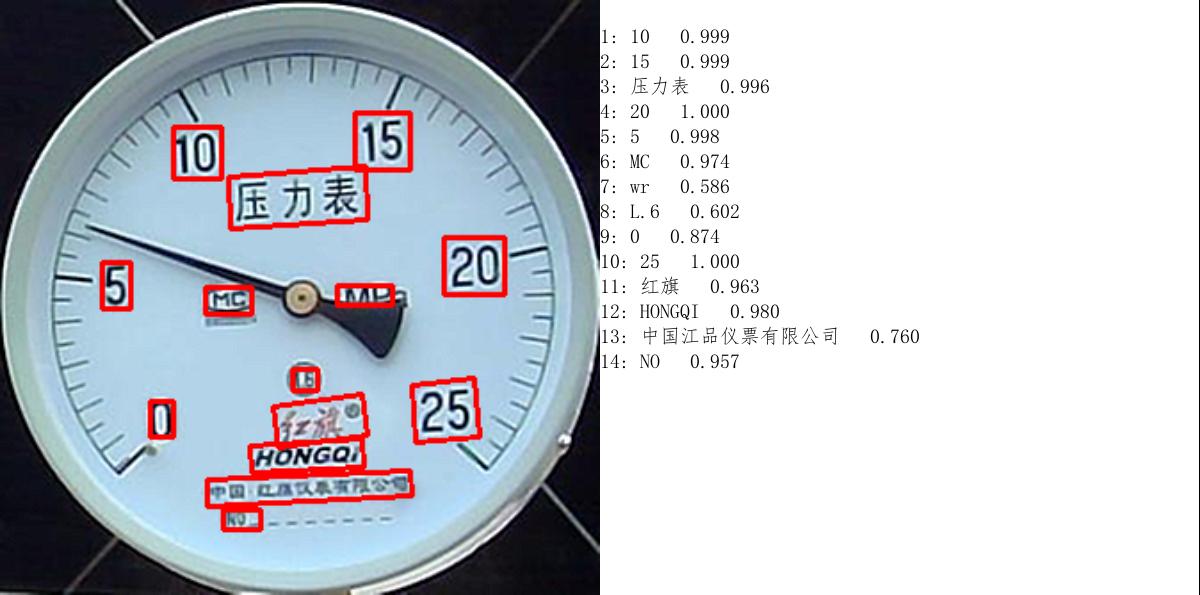 10
15
压力表
20
5
MC
MPa
1.6
0
25
红旗®
HONGQI
中国·红旗仪表有限公司
NO
1: 10 0.999
2: 15 0.999
3: 压力表 0.996
4: 20 1.000
5: 5 0.998
6: MC 0.974
7: wr 0.586
8: L.6 0.602
9: 0 0.874
10: 25 1.000
11: 红旗 0.963
12: HONGQI 0.980
13: 中国江品仪票有限公司 0.760
14: NO 0.957